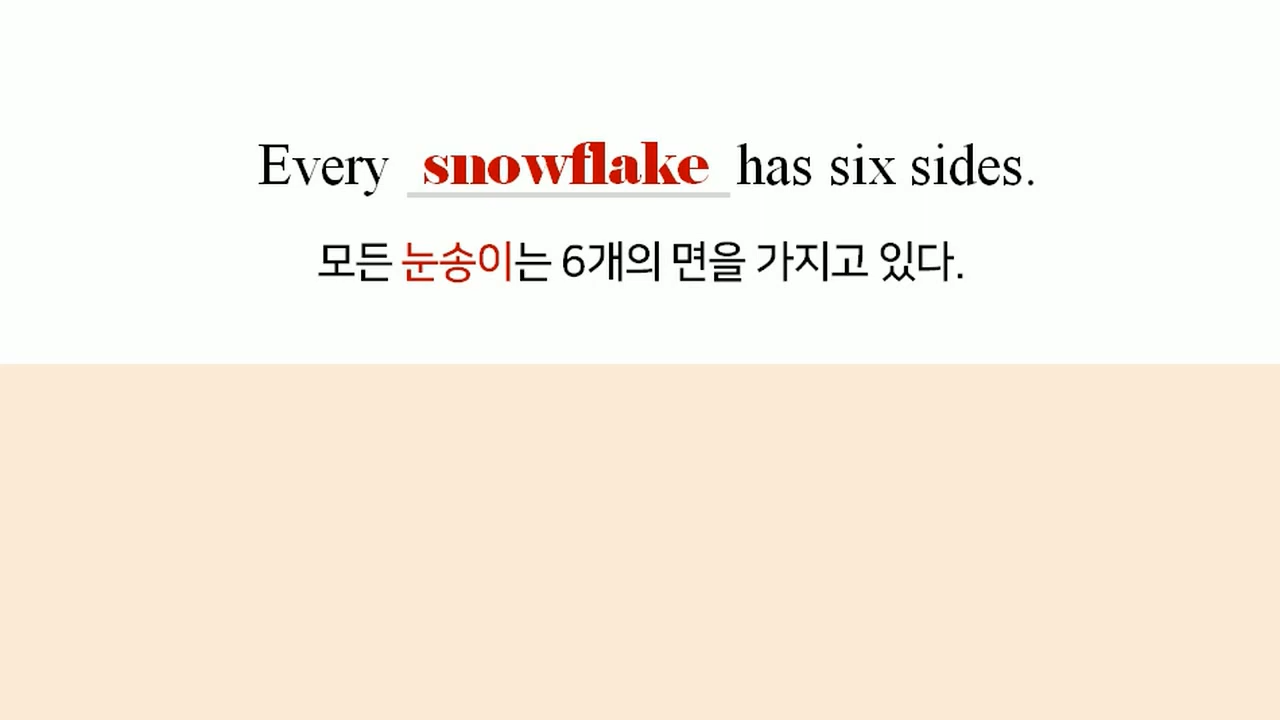 Every snowflake has six sides.
모든 눈송이는 6개의 면을 가지고 있다.